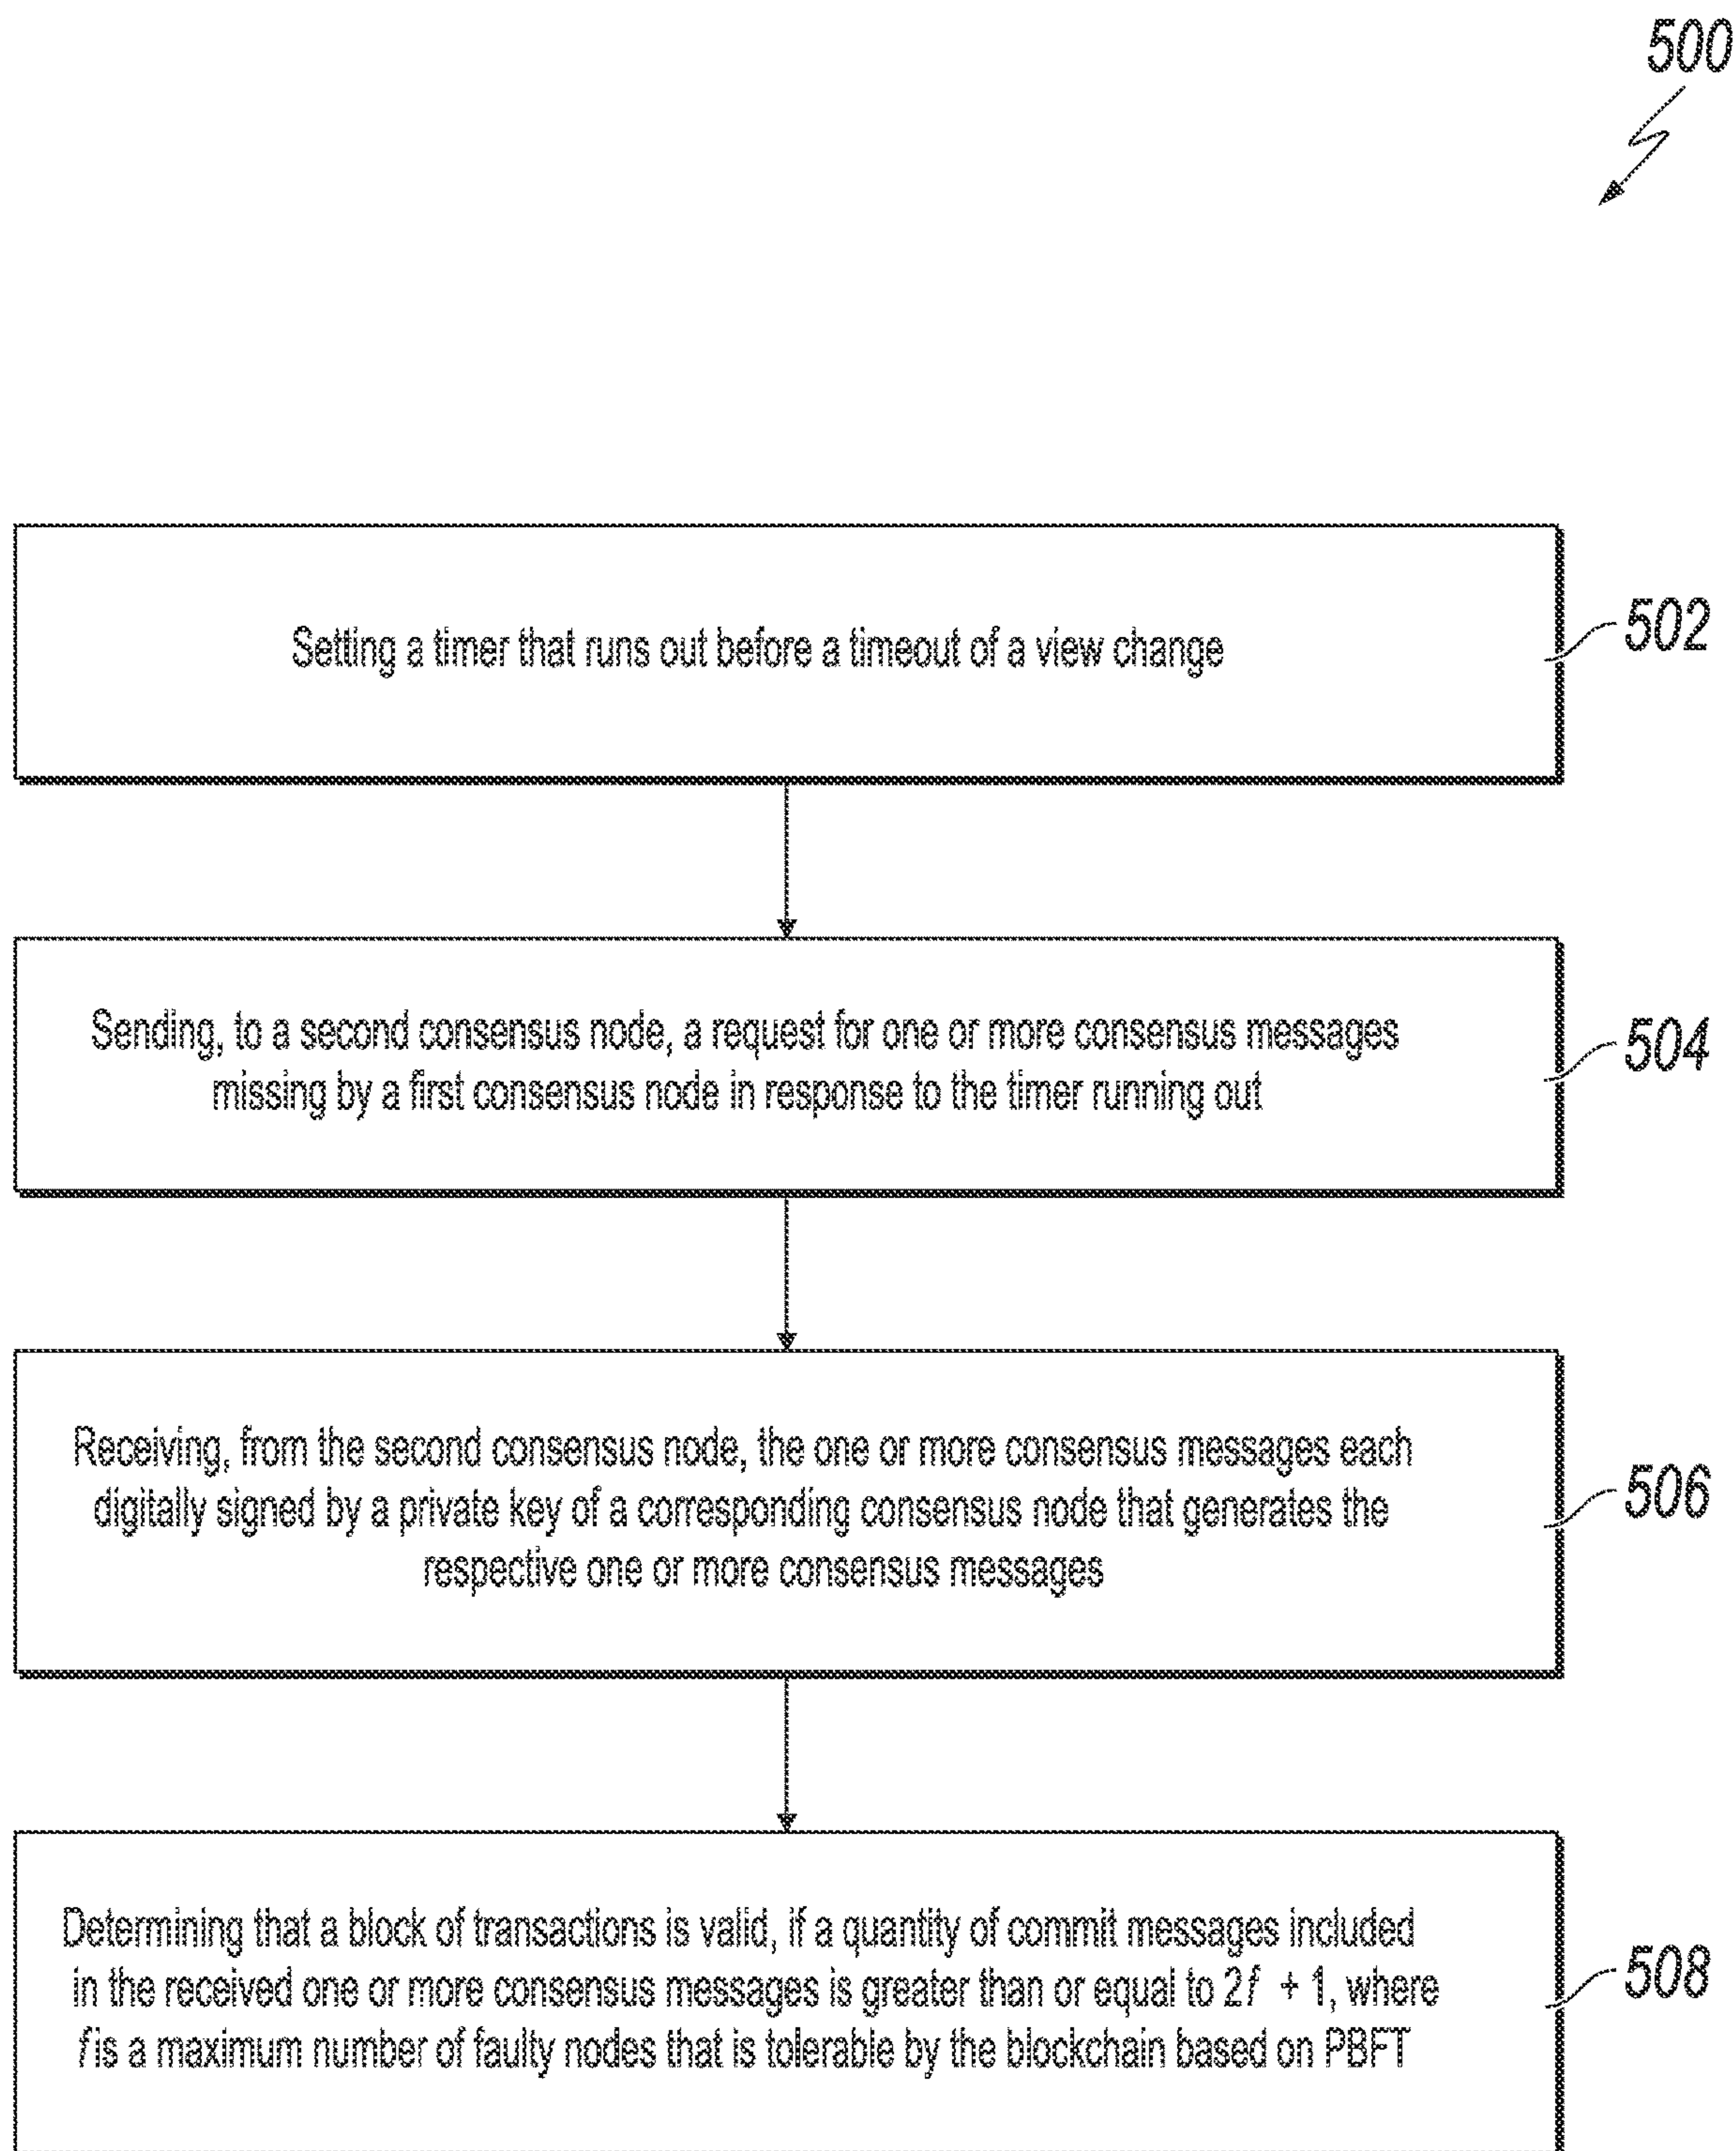 500
Setting a timer that runs out before a timeout of a view change
502
Sending, to a second consensus node, a request for one or more consensus messages
missing by a first consensus node in response to the timer running out
504
Receiving, from the second consensus node, the one or more consensus messages each
digitally signed by a private key of a corresponding consensus node that generates the
respective one or more consensus messages
506
Determining that a block of transactions is valid, if a quantity of commit messages included
in the received one or more consensus messages is greater than or equal to 2f + 1, where
f is a maximum number of faulty nodes that is tolerable by the blockchain based on PBFT
508